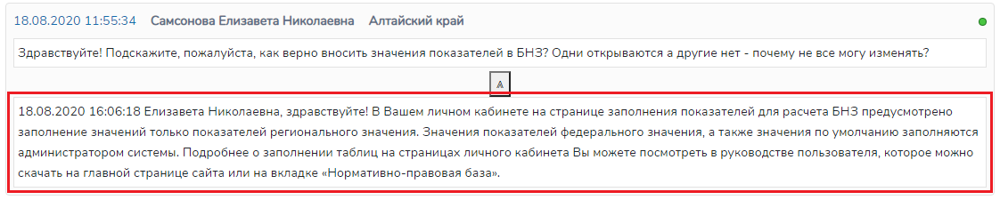 18.08.2020 11:55:34 Самсонова Елизавета Николаевна Алтайский край
Здравствуйте! Подскажите, пожалуйста, как верно вносить значения показателей в БНЗ? Одни открываются а другие нет - почему не все могу изменять?
A
18.08.2020 16:06:18 Елизавета Николаевна, здравствуйте! В Вашем личном кабинете на странице заполнения показателей для расчета БНЗ предусмотрено
заполнение значений только показателей регионального значения. Значения показателей федерального значения, а также значения по умолчанию заполняются
администратором системы. Подробнее о заполнении таблиц на страницах личного кабинета Вы можете посмотреть в руководстве пользователя, которое можно
скачать на главной странице сайта или на вкладке «Нормативно-правовая база».